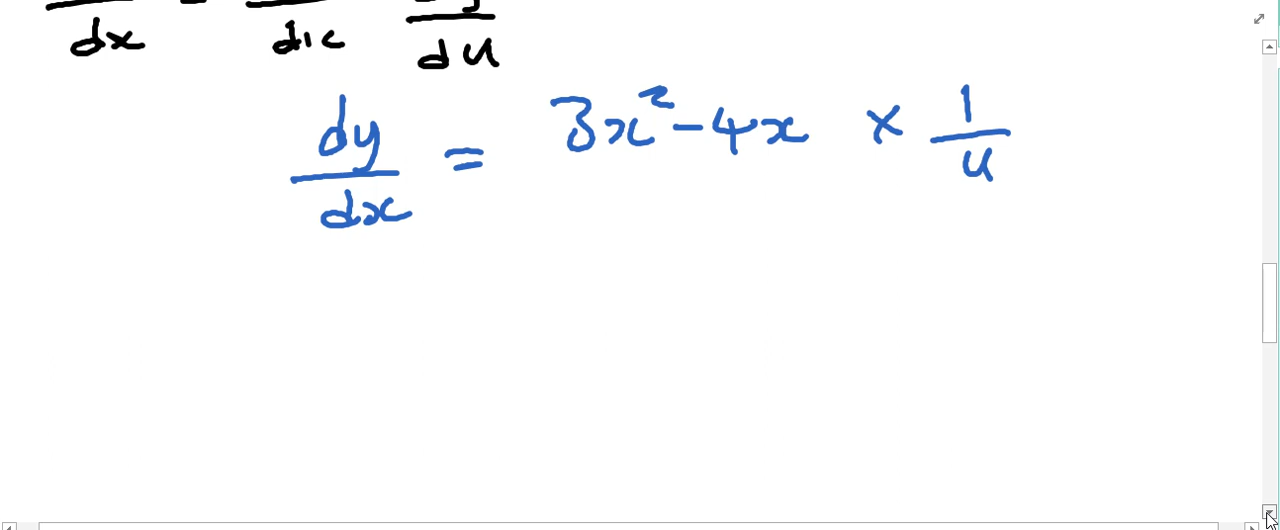 dx = dx du
dy/dx = 3x² - 4x × 1/u